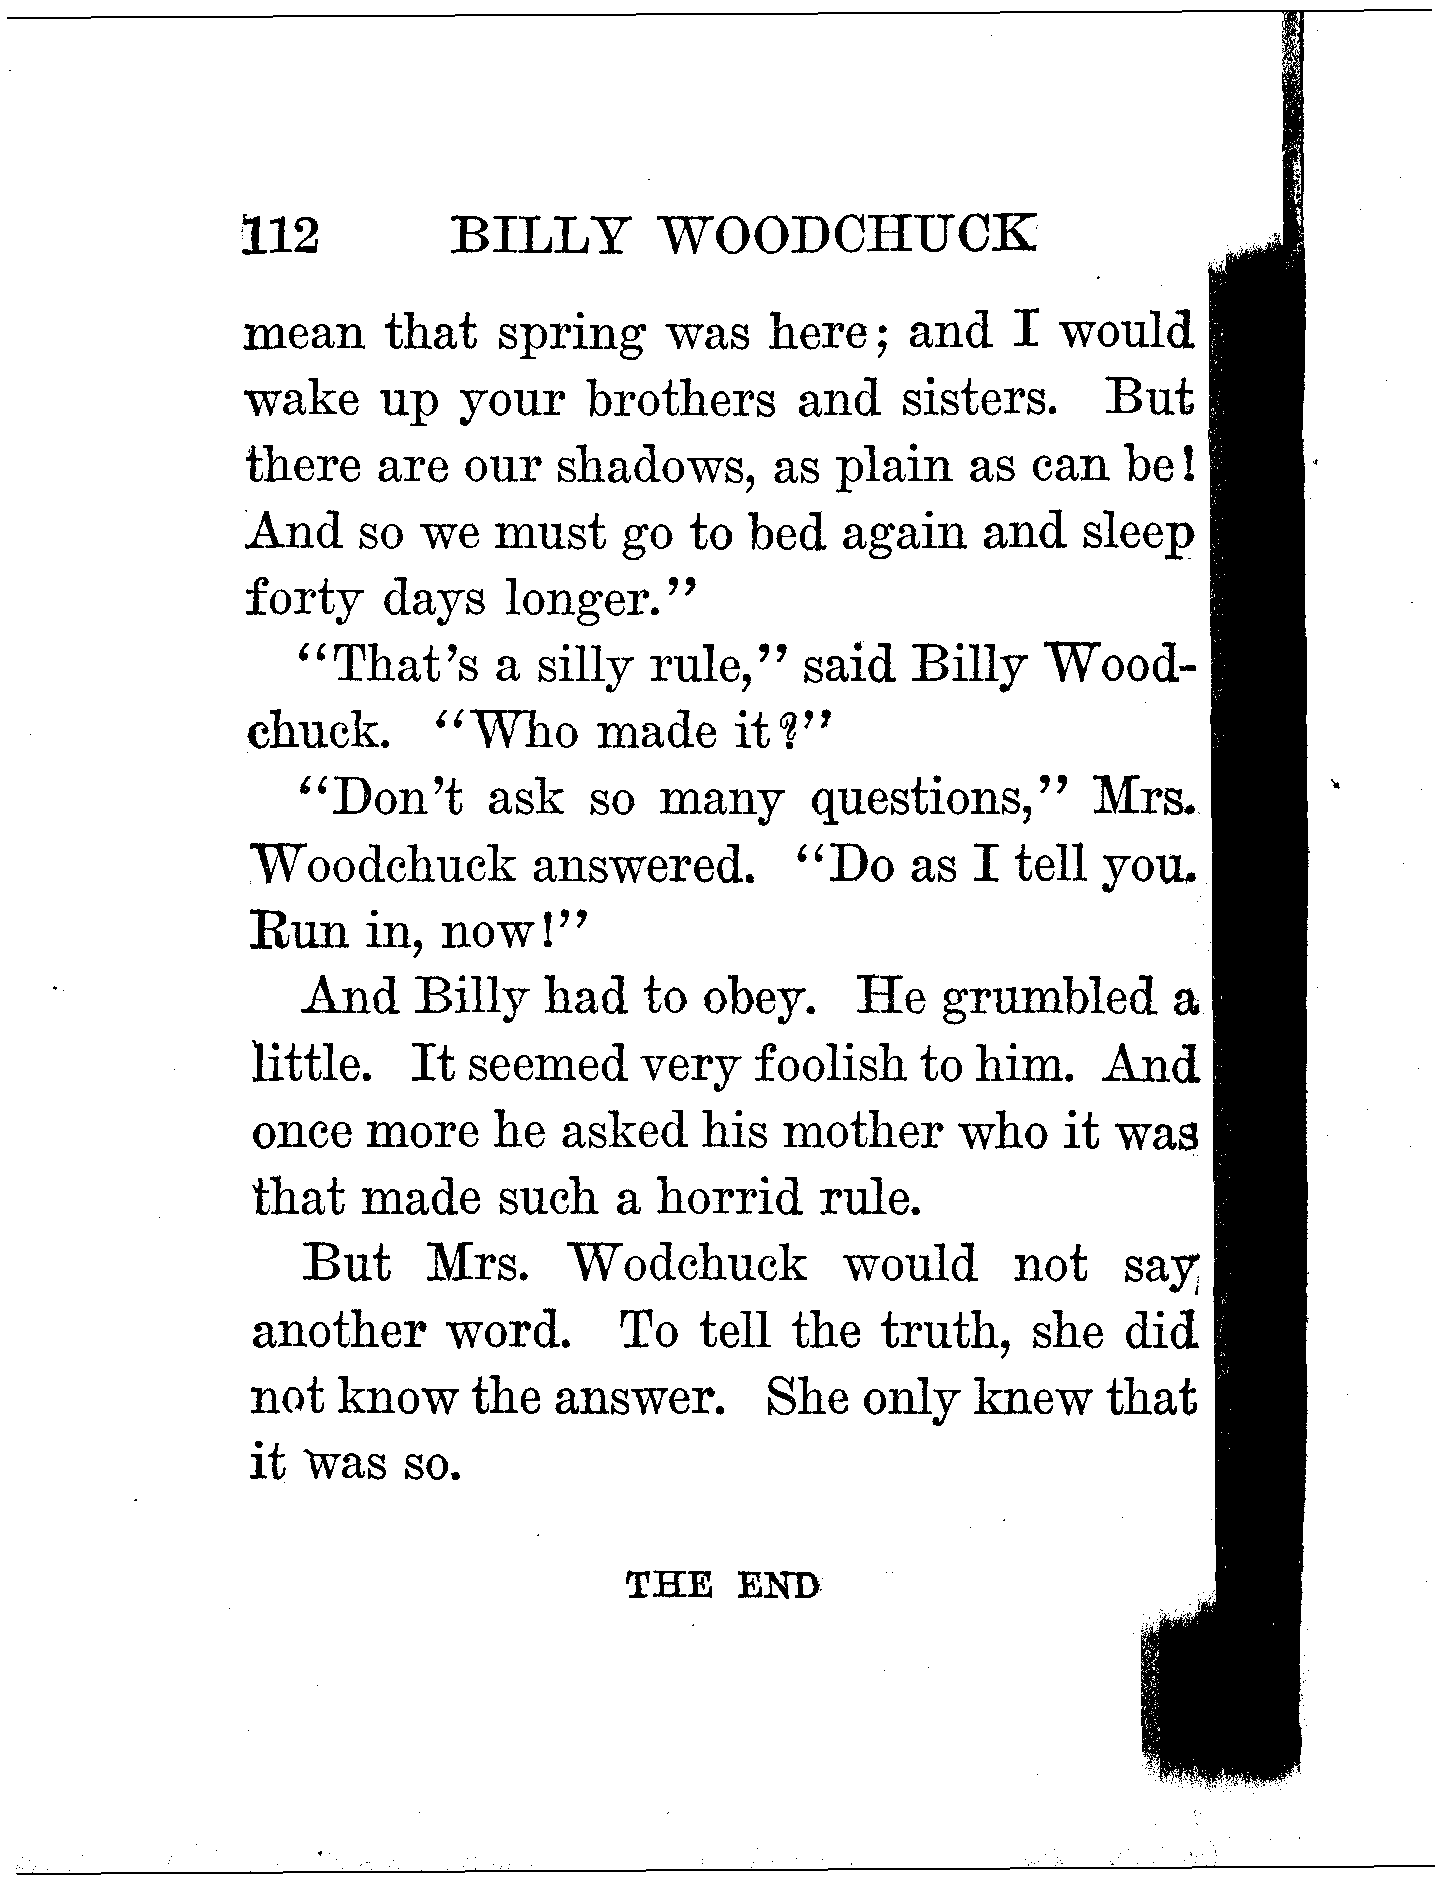 112 BILLY WOODCHUCK
mean that spring was here; and I would
wake up your brothers and sisters. But
there are our shadows, as plain as can be!
And so we must go to bed again and sleep
forty days longer."
"That's a silly rule," said Billy Wood-
chuck. "Who made it?"
"Don't ask so many questions," Mrs.
Woodchuck answered. "Do as I tell you.
Run in, now!"
And Billy had to obey. He grumbled a
little. It seemed very foolish to him. And
once more he asked his mother who it was
that made such a horrid rule.
But Mrs. Wodchuck would not say
another word. To tell the truth, she did
not know the answer. She only knew that
it was so.
THE END